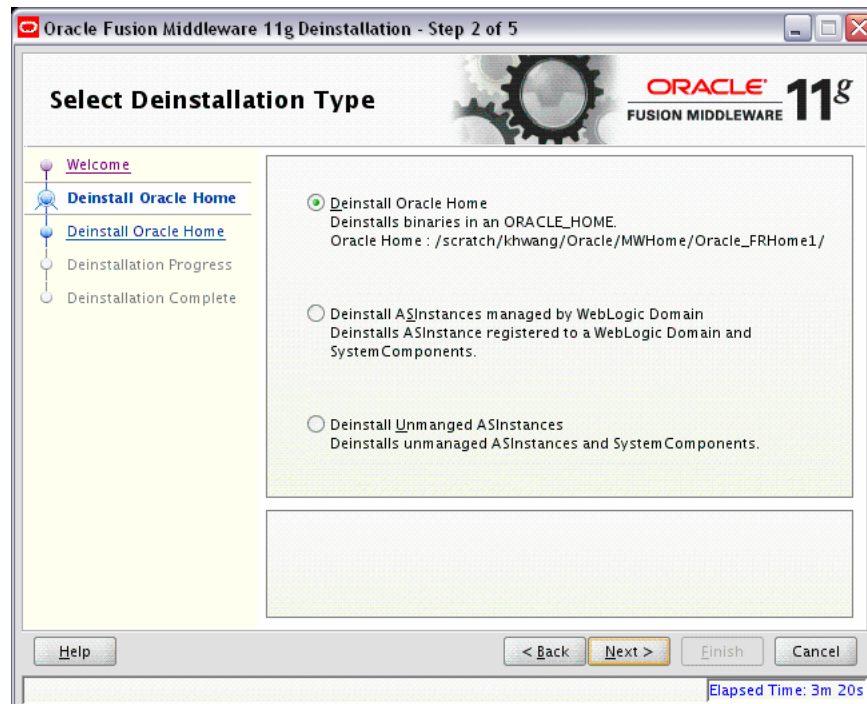 Oracle Fusion Middleware 11g Deinstallation - Step 2 of 5
Select Deinstallation Type
ORACLE
FUSION MIDDLEWARE
11g
Welcome
Deinstall Oracle Home
Deinstall Oracle Home
Deinstallation Progress
Deinstallation Complete
Deinstall Oracle Home
Deinstalls binaries in an ORACLE_HOME.
Oracle Home : /scratch/khwang/Oracle/MWHome/Oracle_FRHome1/
Deinstall ASInstances managed by WebLogic Domain
Deinstalls ASInstance registered to a WebLogic Domain and
SystemComponents.
Deinstall Unmanged ASInstances
Deinstalls unmanaged ASInstances and SystemComponents.
Help
< Back
Next >
Finish
Cancel
Elapsed Time: 3m 20s